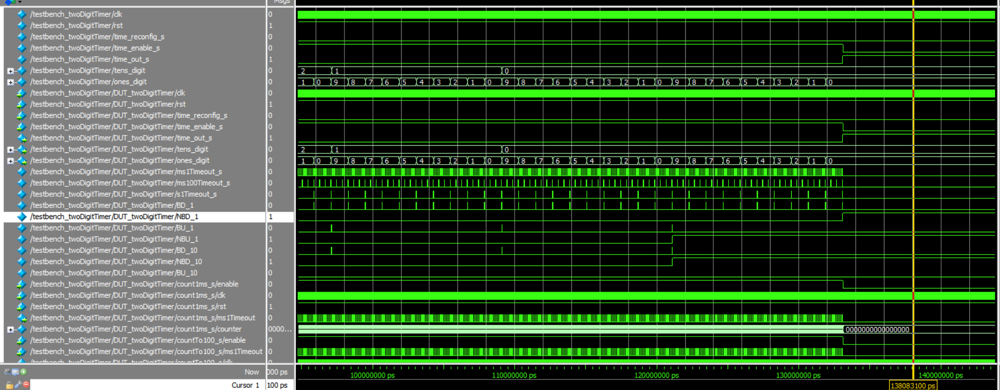 Msgs
/testbench_twoDigitTimer/clk 0
/testbench_twoDigitTimer/rst 1
/testbench_twoDigitTimer/time_reconfig_s 0
/testbench_twoDigitTimer/time_enable_s 0
/testbench_twoDigitTimer/time_out_s 1
/testbench_twoDigitTimer/tens_digit 0 2 1 0
/testbench_twoDigitTimer/ones_digit 0 1 0 9 8 7 6 5 4 3 2 1 0 9 8 7 6 5 4 3 2 1 0 9 8 7 6 5 4 3 2 1 0
/testbench_twoDigitTimer/DUT_twoDigitTimer/clk 0
/testbench_twoDigitTimer/DUT_twoDigitTimer/rst 1
/testbench_twoDigitTimer/DUT_twoDigitTimer/time_reconfig_s 0
/testbench_twoDigitTimer/DUT_twoDigitTimer/time_enable_s 0
/testbench_twoDigitTimer/DUT_twoDigitTimer/time_out_s 1
/testbench_twoDigitTimer/DUT_twoDigitTimer/tens_digit 0 2 1 0
/testbench_twoDigitTimer/DUT_twoDigitTimer/ones_digit 0 1 0 9 8 7 6 5 4 3 2 1 0 9 8 7 6 5 4 3 2 1 0 9 8 7 6 5 4 3 2 1 0
/testbench_twoDigitTimer/DUT_twoDigitTimer/ms1Timeout_s 0
/testbench_twoDigitTimer/DUT_twoDigitTimer/ms100Timeout_s 0
/testbench_twoDigitTimer/DUT_twoDigitTimer/s1Timeout_s 0
/testbench_twoDigitTimer/DUT_twoDigitTimer/BD_1 0
/testbench_twoDigitTimer/DUT_twoDigitTimer/NBD_1 1
/testbench_twoDigitTimer/DUT_twoDigitTimer/BU_1 0
/testbench_twoDigitTimer/DUT_twoDigitTimer/NBU_1 1
/testbench_twoDigitTimer/DUT_twoDigitTimer/BD_10 0
/testbench_twoDigitTimer/DUT_twoDigitTimer/NBD_10 1
/testbench_twoDigitTimer/DUT_twoDigitTimer/BU_10 0
/testbench_twoDigitTimer/DUT_twoDigitTimer/count1ms_s/enable 0
/testbench_twoDigitTimer/DUT_twoDigitTimer/count1ms_s/clk 0
/testbench_twoDigitTimer/DUT_twoDigitTimer/count1ms_s/rst 1
/testbench_twoDigitTimer/DUT_twoDigitTimer/count1ms_s/ms1Timeout 0
/testbench_twoDigitTimer/DUT_twoDigitTimer/count1ms_s/counter 0000... 0000000000000000
/testbench_twoDigitTimer/DUT_twoDigitTimer/countTo100_s/enable 0
/testbench_twoDigitTimer/DUT_twoDigitTimer/countTo100_s/ms1Timeout 0
/testbench_twoDigitTimer/DUT_twoDigitTimer/countTo100_s/clk 0
Now 000 ps 100000000 ps 110000000 ps 120000000 ps 130000000 ps 140000000 ps
Cursor 1 100 ps 138083100 ps